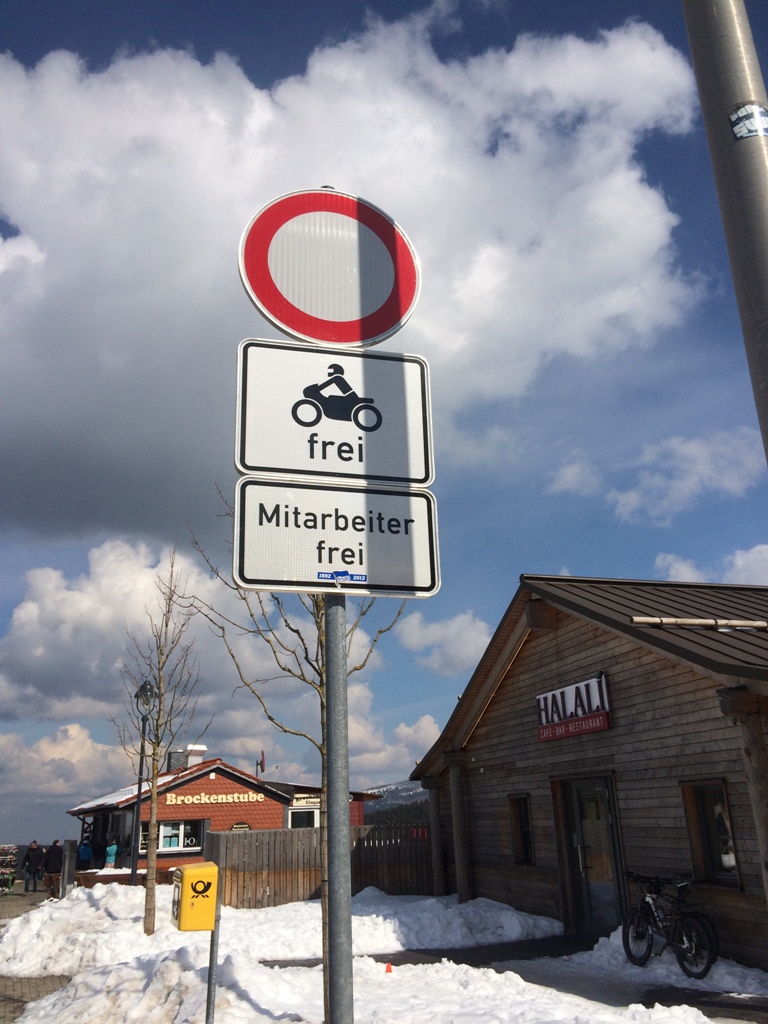 frei
Mitarbeiter
frei
1892 2012
HALALI
CAFÉ - BAR - RESTAURANT
Brockenstube